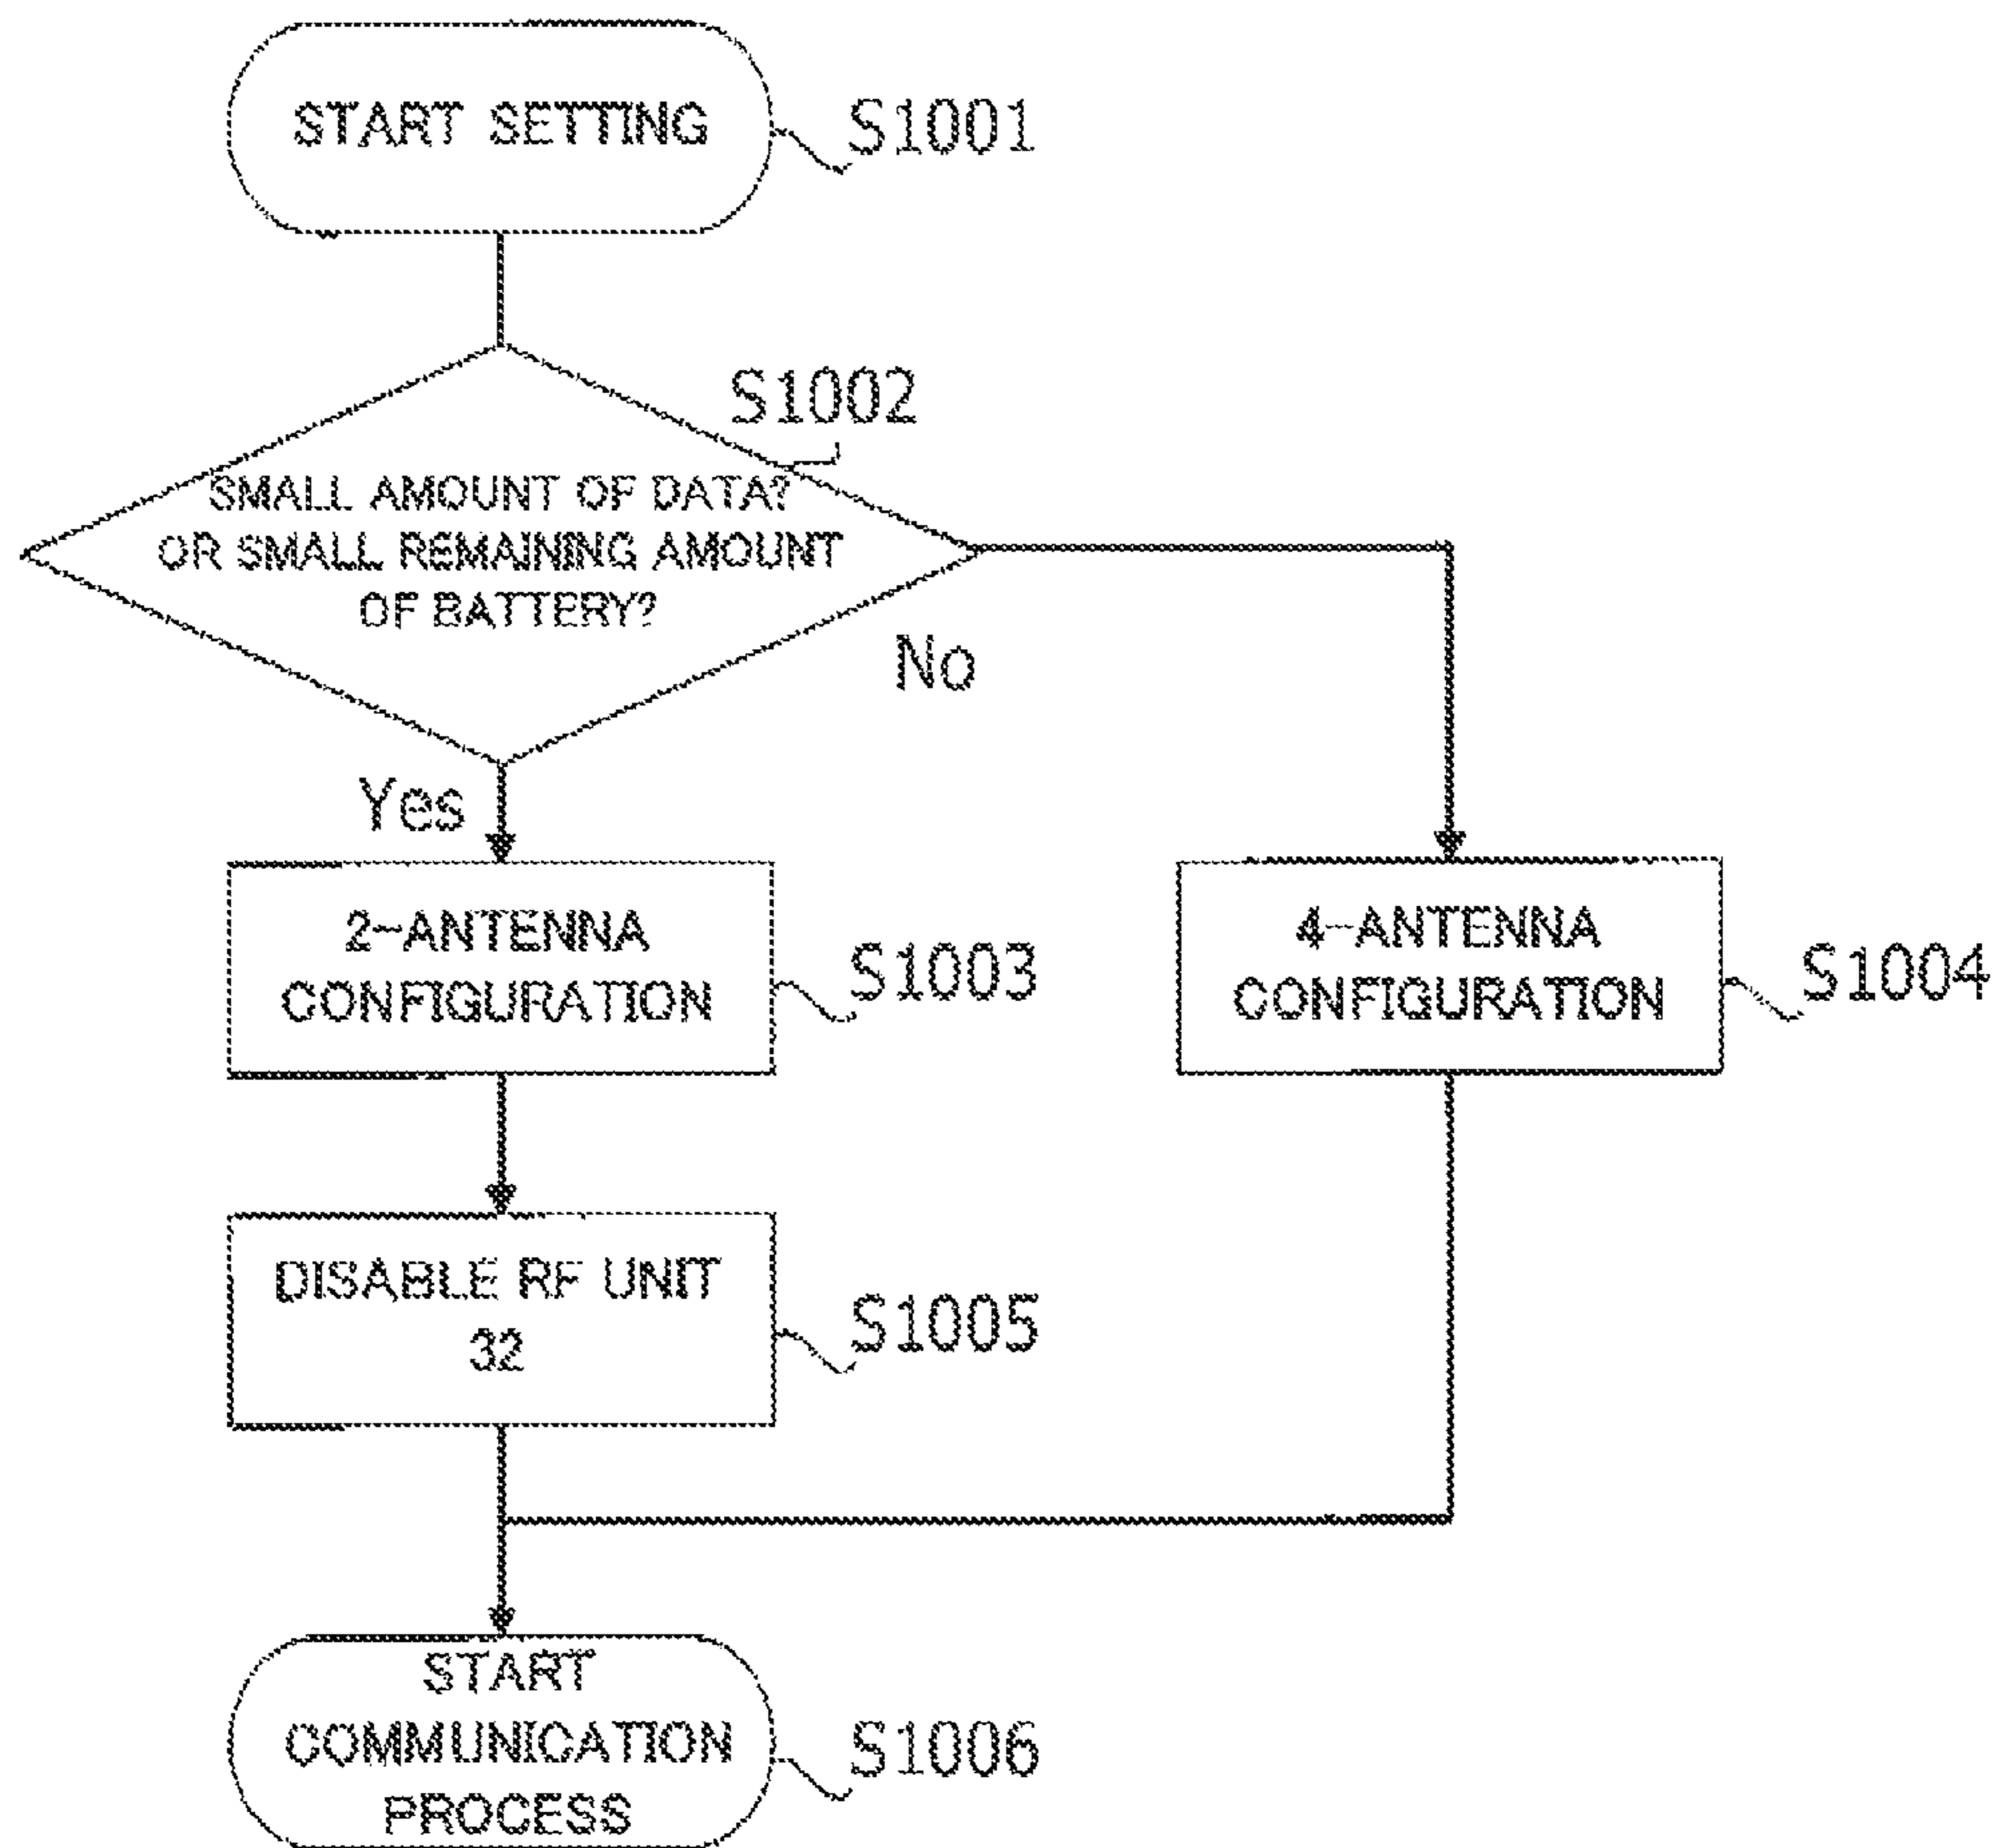 START SETTING
S1001
S1002
SMALL AMOUNT OF DATA?
OR SMALL REMAINING AMOUNT
OF BATTERY?
No
Yes
2-ANTENNA
CONFIGURATION
S1003
4-ANTENNA
CONFIGURATION
S1004
DISABLE RF UNIT
32
S1005
START
COMMUNICATION
PROCESS
S1006